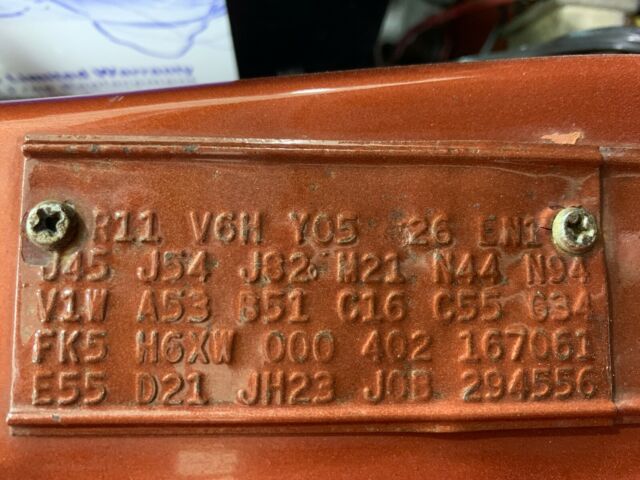 Limited Warranty
R11 V6H Y05 26 EN1
J45 J54 J82 M21 N44 N94
V1W A53 B51 C16 C55 G34
FK5 H6XW 000 402 167061
E55 D21 JH23 J0B 294556